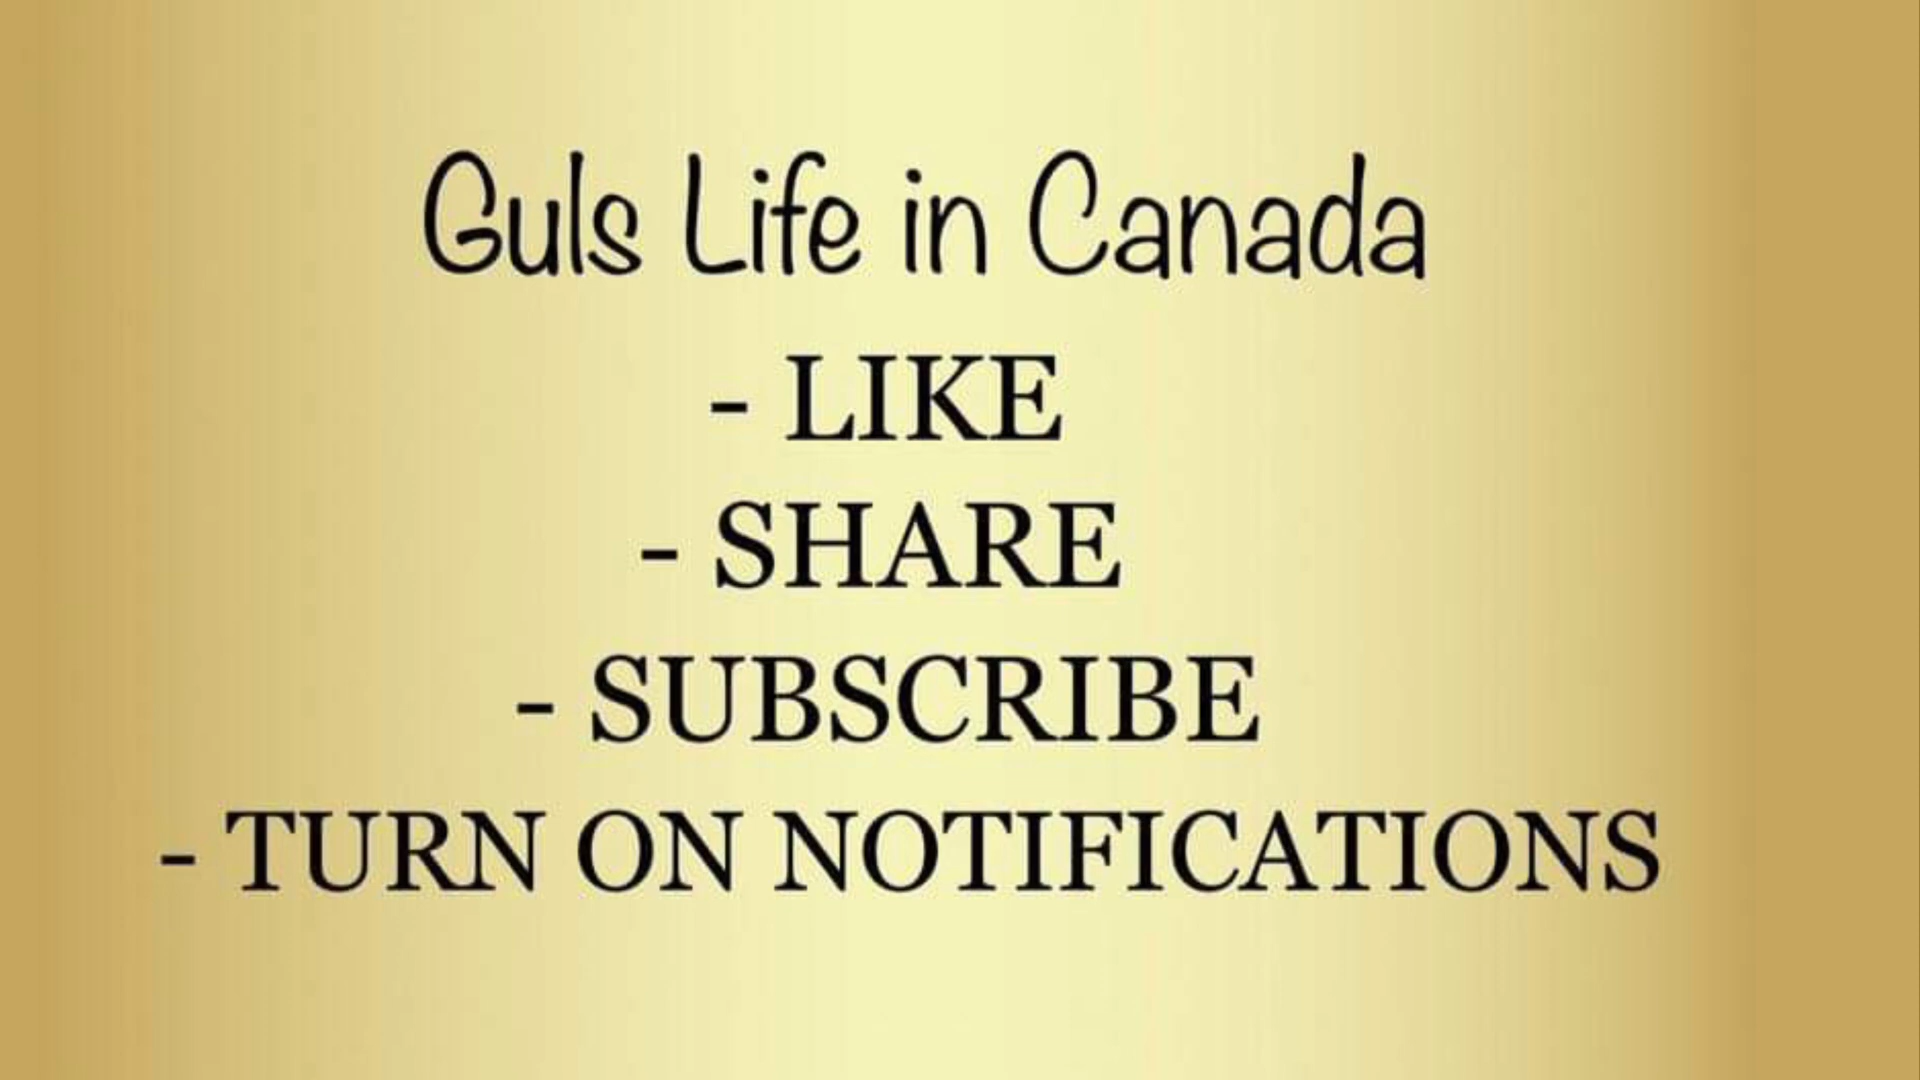 Guls Life in Canada
- LIKE
- SHARE
- SUBSCRIBE
- TURN ON NOTIFICATIONS